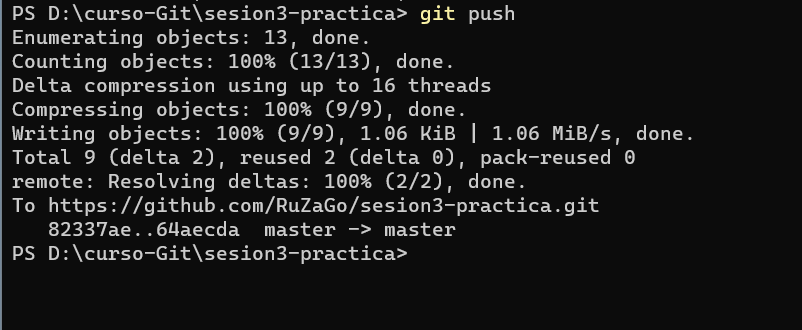 PS D:\curso-Git\sesion3-practica> git push
Enumerating objects: 13, done.
Counting objects: 100% (13/13), done.
Delta compression using up to 16 threads
Compressing objects: 100% (9/9), done.
Writing objects: 100% (9/9), 1.06 KiB | 1.06 MiB/s, done.
Total 9 (delta 2), reused 2 (delta 0), pack-reused 0
remote: Resolving deltas: 100% (2/2), done.
To https://github.com/RuZaGo/sesion3-practica.git
   82337ae..64aecda  master -> master
PS D:\curso-Git\sesion3-practica>